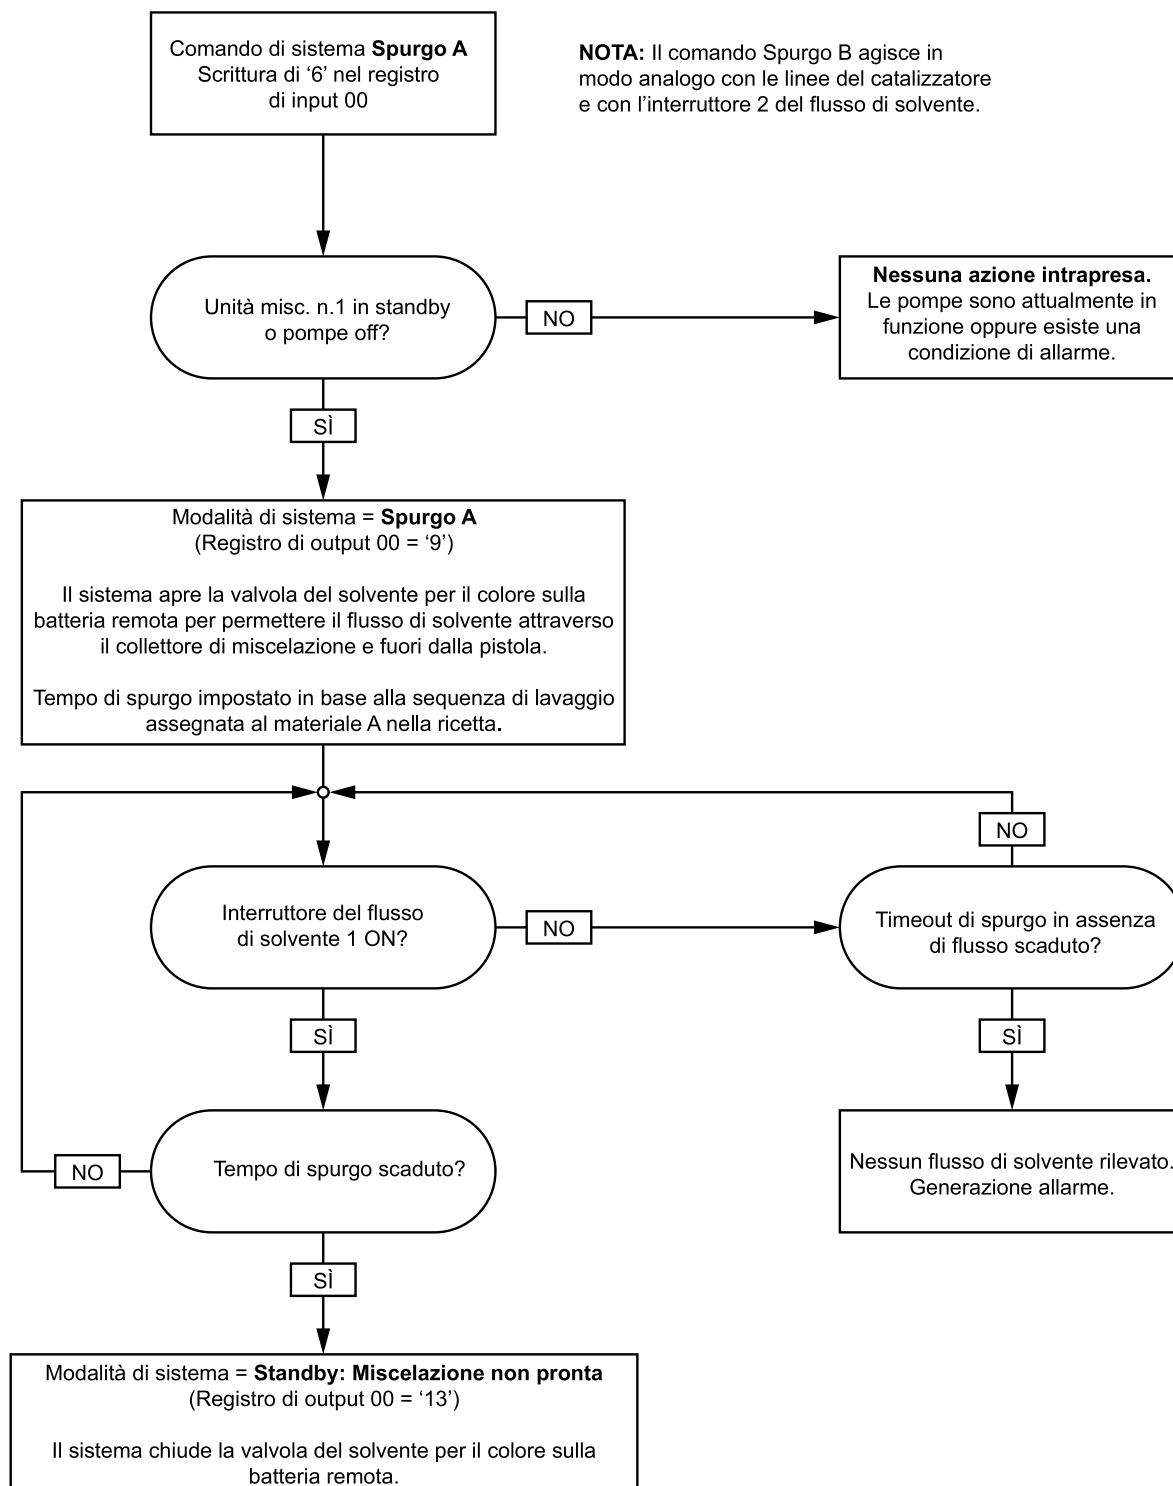 Comando di sistema Spurgo A
Scrittura di ‘6’ nel registro
di input 00
NOTA: Il comando Spurgo B agisce in
modo analogo con le linee del catalizzatore
e con l’interruttore 2 del flusso di solvente.
Unità misc. n.1 in standby
o pompe off?
NO
Nessuna azione intrapresa.
Le pompe sono attualmente in
funzione oppure esiste una
condizione di allarme.
SÌ
Modalità di sistema = Spurgo A
(Registro di output 00 = ‘9’)
Il sistema apre la valvola del solvente per il colore sulla
batteria remota per permettere il flusso di solvente attraverso
il collettore di miscelazione e fuori dalla pistola.
Tempo di spurgo impostato in base alla sequenza di lavaggio
assegnata al materiale A nella ricetta.
NO
Interruttore del flusso
di solvente 1 ON?
NO
Timeout di spurgo in assenza
di flusso scaduto?
SÌ
SÌ
Tempo di spurgo scaduto?
NO
Nessun flusso di solvente rilevato.
Generazione allarme.
SÌ
Modalità di sistema = Standby: Miscelazione non pronta
(Registro di output 00 = ‘13’)
Il sistema chiude la valvola del solvente per il colore sulla
batteria remota.